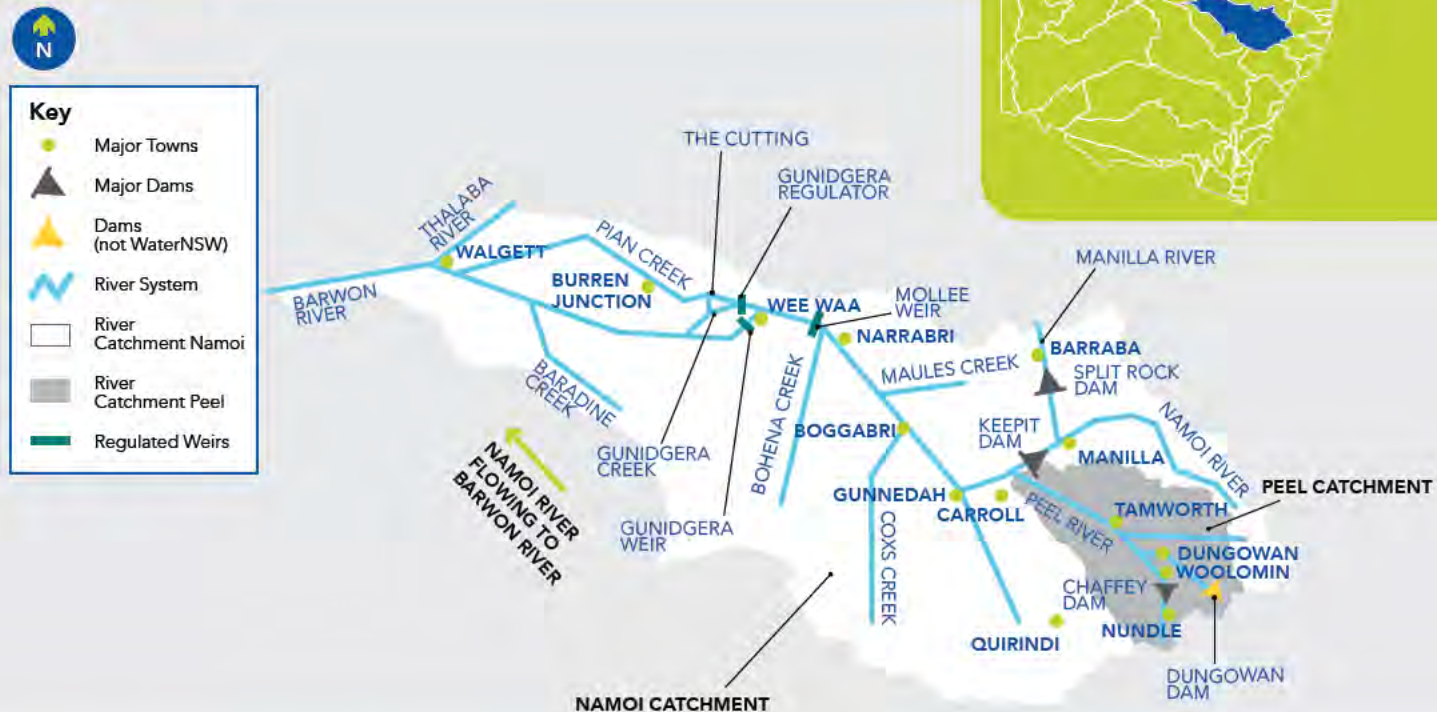 N
Key
Major Towns
Major Dams
Dams
(not WaterNSW)
River System
River
Catchment Namoi
River
Catchment Peel
Regulated Weirs
THE CUTTING
GUNIDGERA
REGULATOR
THALABA
RIVER
WALGETT
PIAN CREEK
BURREN
JUNCTION
BARWON
RIVER
WEE WAA
MOLLEE
WEIR
NARRABRI
MANILLA RIVER
BARRABA
SPLIT ROCK
DAM
MAULES CREEK
BARADINE
CREEK
KEEPIT
DAM
NAMOI RIVER
BOGGABRI
MANILLA
GUNIDGERA
CREEK
BOHENA CREEK
NAMOI RIVER
FLOWING TO
BARWON RIVER
GUNIDGERA
WEIR
GUNNEDAH
CARROLL
PEEL RIVER
TAMWORTH
PEEL CATCHMENT
COXS CREEK
DUNGOWAN
WOOLOMIN
CHAFFEY
DAM
QUIRINDI
NUNDLE
DUNGOWAN
DAM
NAMOI CATCHMENT